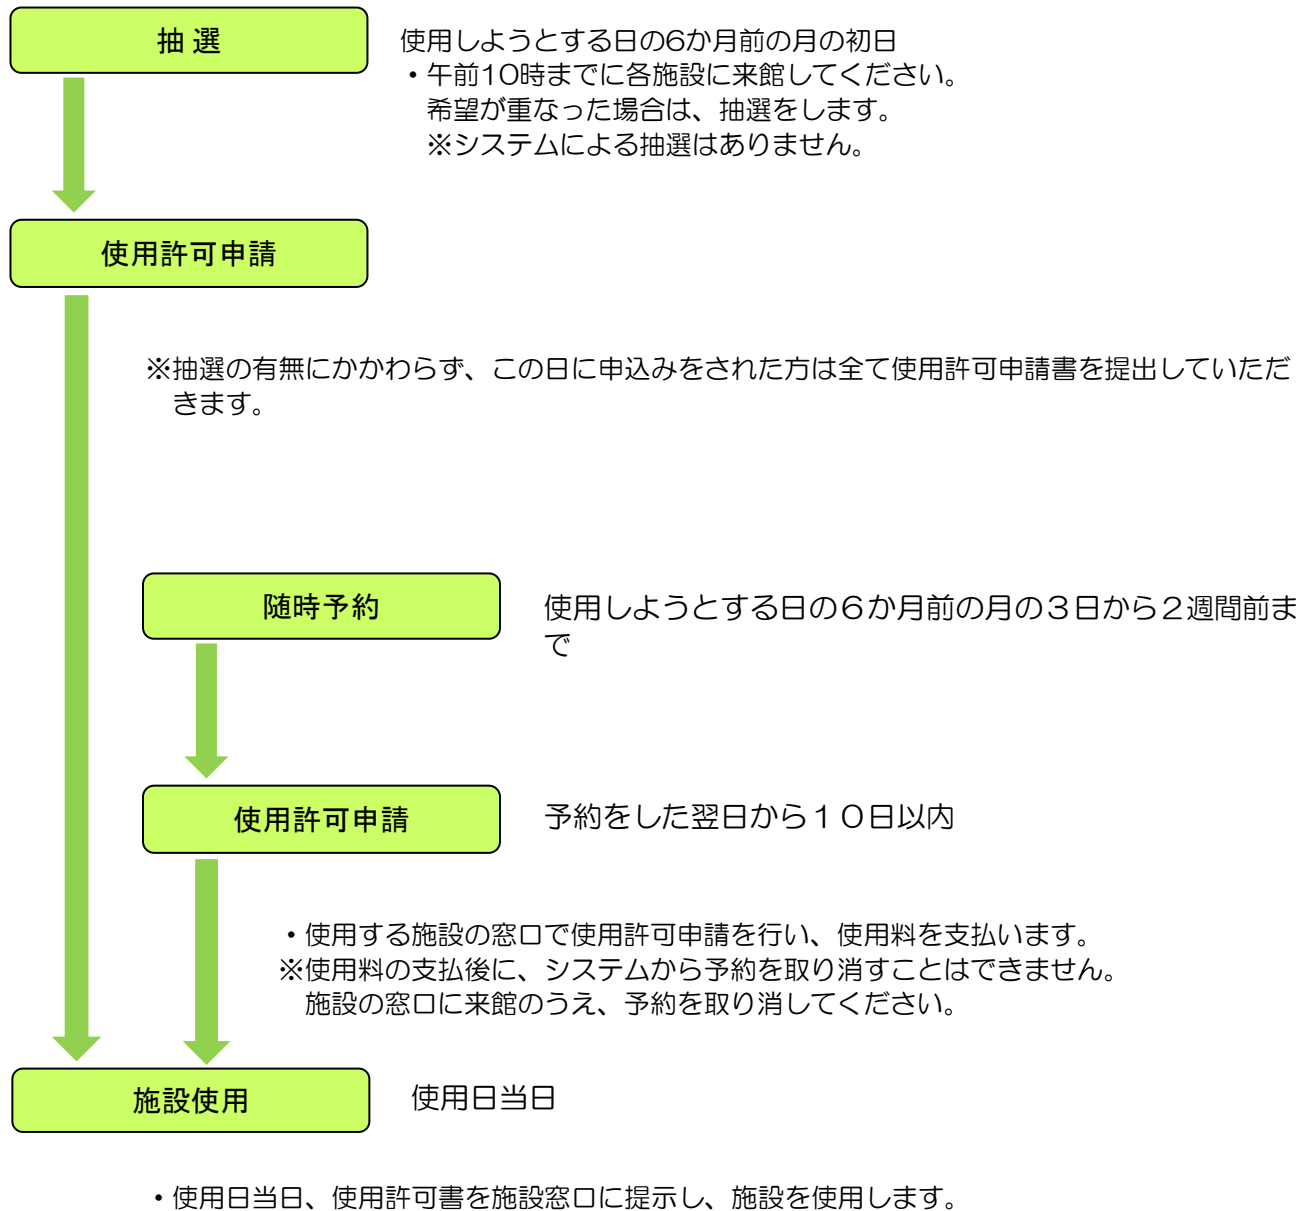 抽 選
使用しようとする日の6か月前の月の初日
・午前10時までに各施設に来館してください。
希望が重なった場合は、抽選をします。
※システムによる抽選はありません。
使用許可申請
※抽選の有無にかかわらず、この日に申込みをされた方は全て使用許可申請書を提出していただ
きます。
随時予約
使用しようとする日の６か月前の月の３日から２週間前ま
で
使用許可申請
予約をした翌日から１０日以内
・使用する施設の窓口で使用許可申請を行い、使用料を支払います。
※使用料の支払後に、システムから予約を取り消すことはできません。
施設の窓口に来館のうえ、予約を取り消してください。
施設使用
使用日当日
・使用日当日、使用許可書を施設窓口に提示し、施設を使用します。